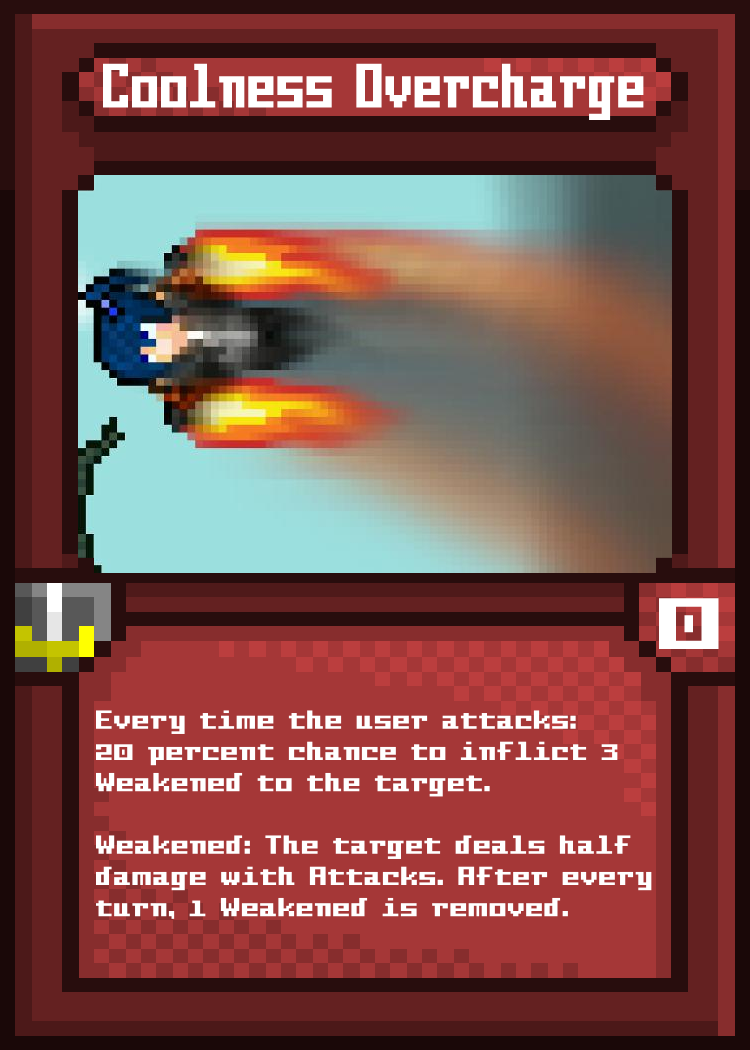 Coolness Overcharge
0
Every time the user attacks:
20 percent chance to inflict 3
Weakened to the target.
Weakened: The target deals half
damage with Attacks. After every
turn, 1 Weakened is removed.